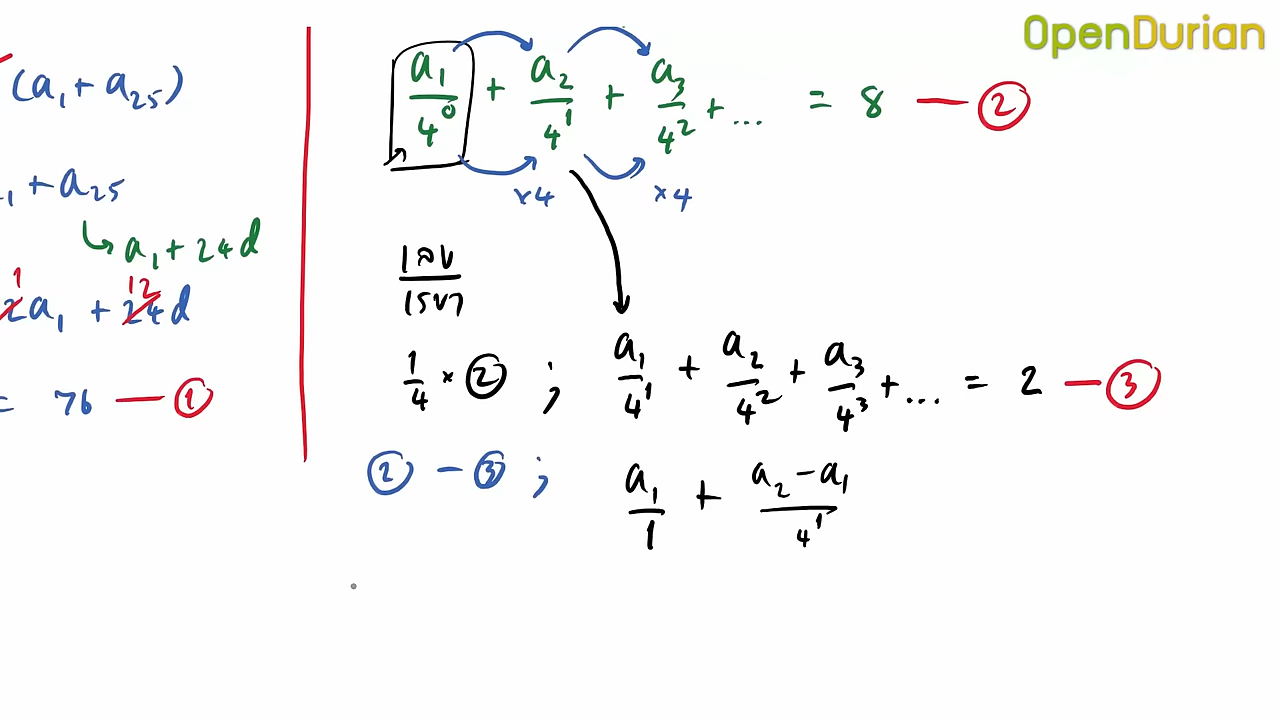 OpenDurian
(a₁ + a₂₅)
₁ + a₂₅
↳ a₁ + 24d
1 12
2a₁ + 24d
= 76 — ①
a₁/4⁰ + a₂/4¹ + a₃/4² + ... = 8 — ②
×4 ×4
เลข
เรขา
1/4 × ② ; a₁/4¹ + a₂/4² + a₃/4³ + ... = 2 — ③
② − ③ ; a₁/1 + (a₂ − a₁)/4¹